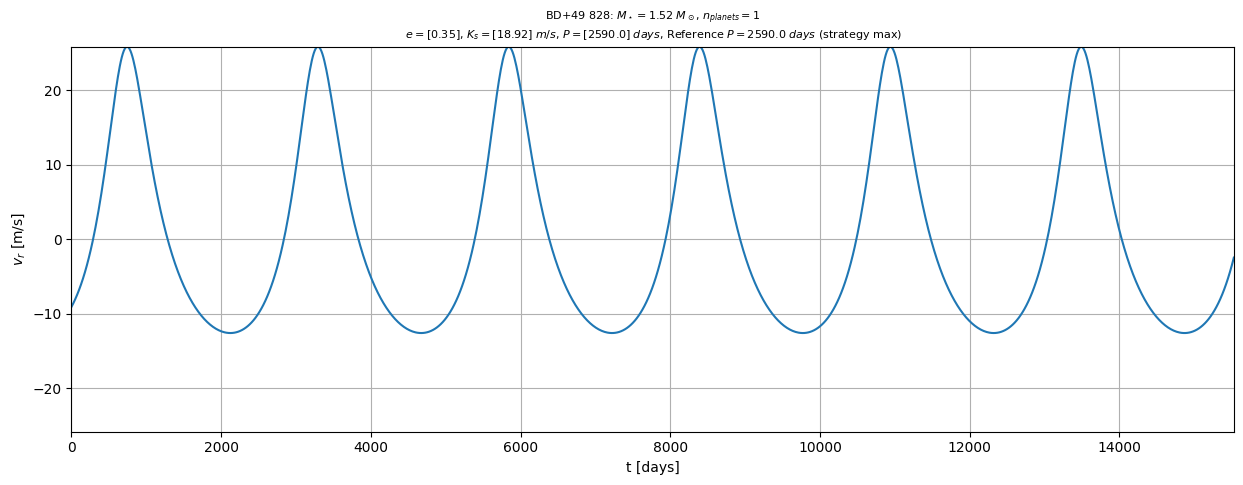 BD+49 828: $M_\star = 1.52\ M_\odot$, $n_{planets} = 1$
$e = [0.35]$, $K_s = [18.92]\ m/s$, $P = [2590.0]\ days$, Reference $P = 2590.0\ days$ (strategy max)
20
10
0
−10
−20
$v_r$ [m/s]
0 2000 4000 6000 8000 10000 12000 14000
t [days]